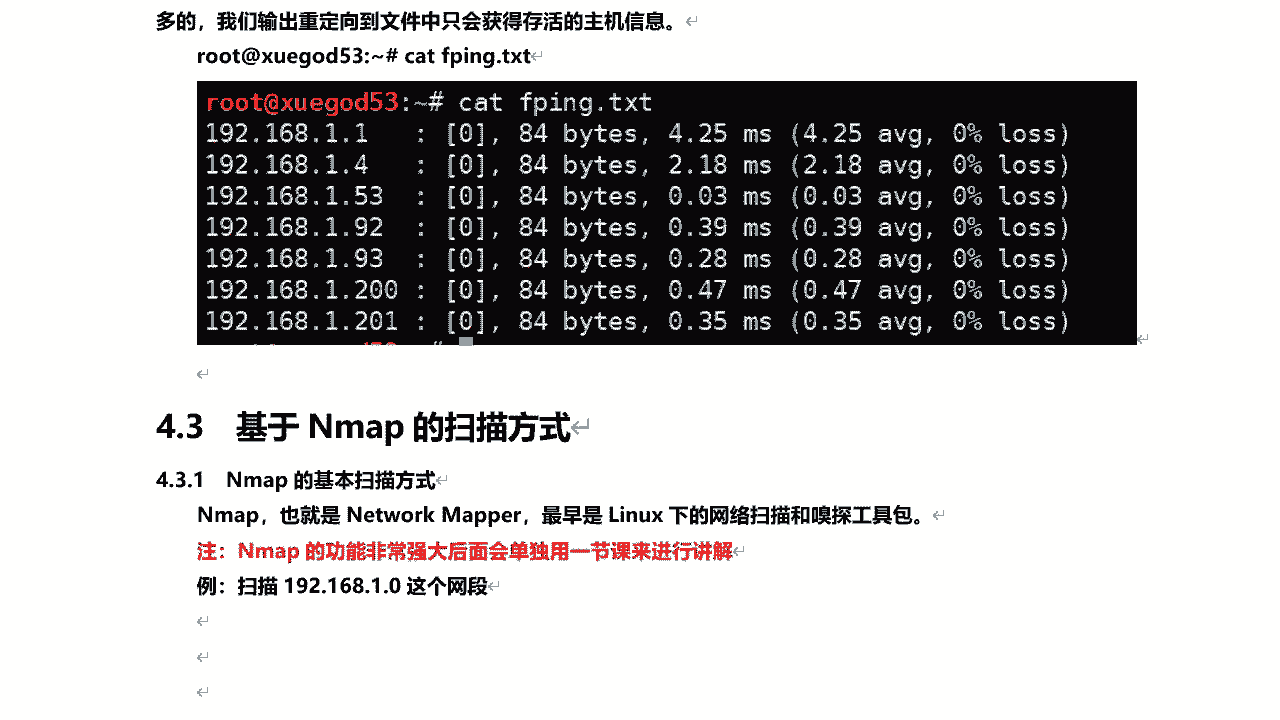 多的，我们输出重定向到文件中只会获得存活的主机信息。
root@xuegod53:~# cat fping.txt
root@xuegod53:~# cat fping.txt
192.168.1.1   : [0], 84 bytes, 4.25 ms (4.25 avg, 0% loss)
192.168.1.4   : [0], 84 bytes, 2.18 ms (2.18 avg, 0% loss)
192.168.1.53  : [0], 84 bytes, 0.03 ms (0.03 avg, 0% loss)
192.168.1.92  : [0], 84 bytes, 0.39 ms (0.39 avg, 0% loss)
192.168.1.93  : [0], 84 bytes, 0.28 ms (0.28 avg, 0% loss)
192.168.1.200 : [0], 84 bytes, 0.47 ms (0.47 avg, 0% loss)
192.168.1.201 : [0], 84 bytes, 0.35 ms (0.35 avg, 0% loss)
4.3 基于 Nmap 的扫描方式
4.3.1 Nmap 的基本扫描方式
Nmap，也就是 Network Mapper，最早是 Linux 下的网络扫描和嗅探工具包。
注：Nmap 的功能非常强大后面会单独用一节课来进行讲解
例：扫描 192.168.1.0 这个网段